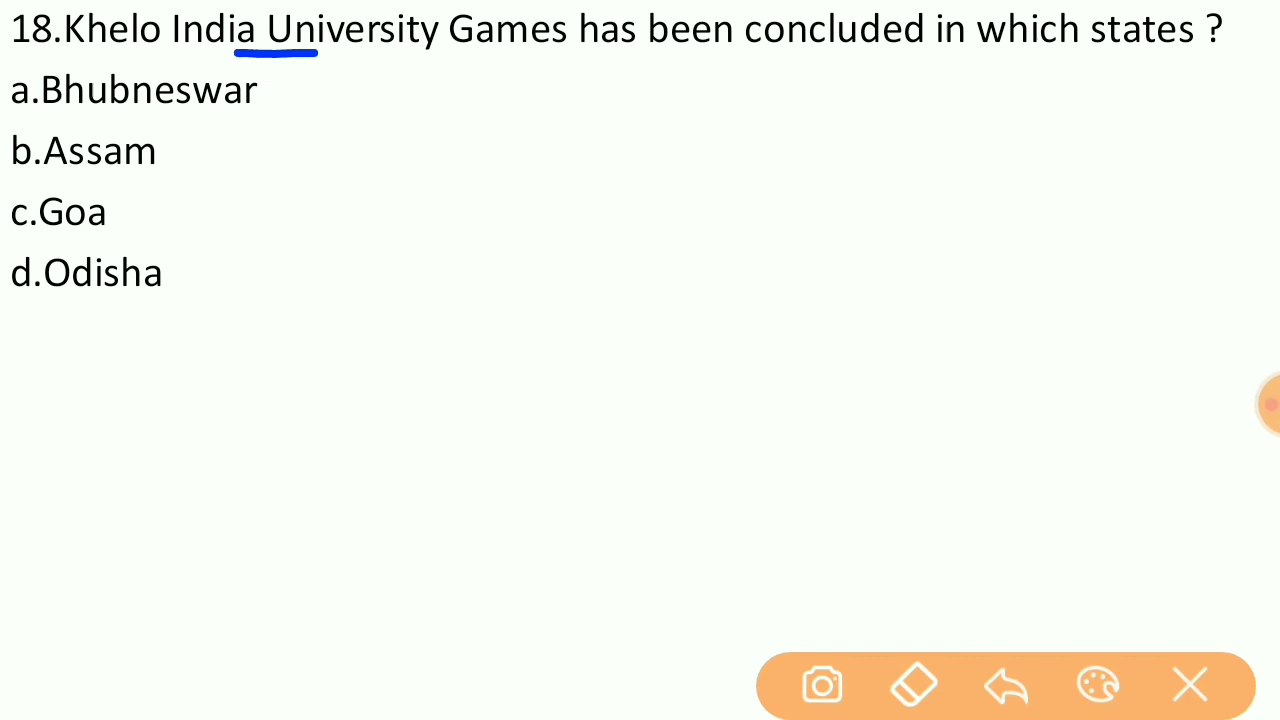 18.Khelo India University Games has been concluded in which states ?
a.Bhubneswar
b.Assam
c.Goa
d.Odisha